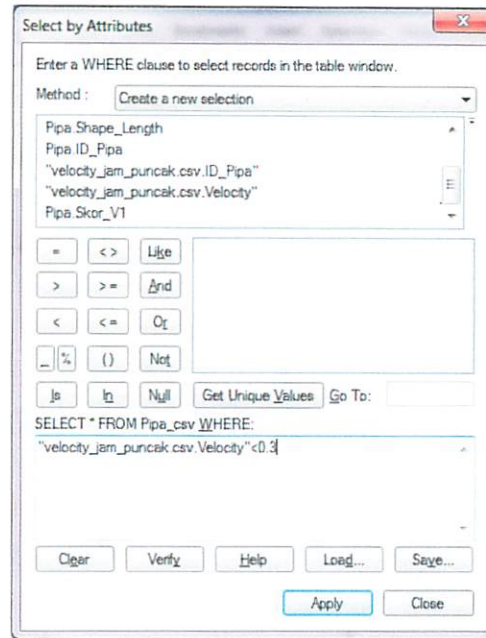 Select by Attributes
Enter a WHERE clause to select records in the table window.
Method : Create a new selection
Pipa.Shape_Length
Pipa.ID_Pipa
"velocity_jam_puncak.csv.ID_Pipa"
"velocity_jam_puncak.csv.Velocity"
Pipa.Skor_V1
= <> Like
> >= And
< <= Or
_ % () Not
Is In Null Get Unique Values Go To:
SELECT * FROM Pipa_csv WHERE:
"velocity_jam_puncak.csv.Velocity"<0.3
Clear Verify Help Load... Save...
Apply Close